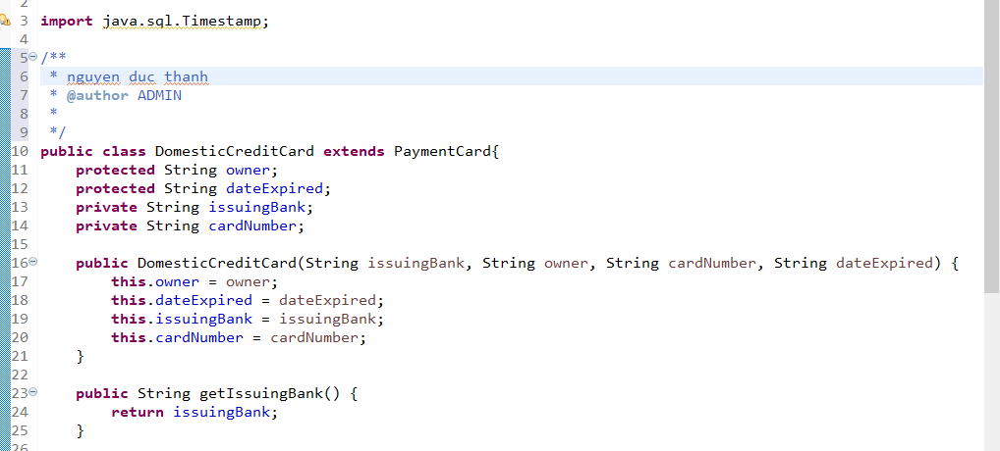 2
3 import java.sql.Timestamp;
4
5 /**
6 * nguyen duc thanh
7 * @author ADMIN
8 *
9 */
10 public class DomesticCreditCard extends PaymentCard{
11 protected String owner;
12 protected String dateExpired;
13 private String issuingBank;
14 private String cardNumber;
15
16 public DomesticCreditCard(String issuingBank, String owner, String cardNumber, String dateExpired) {
17 this.owner = owner;
18 this.dateExpired = dateExpired;
19 this.issuingBank = issuingBank;
20 this.cardNumber = cardNumber;
21 }
22
23 public String getIssuingBank() {
24 return issuingBank;
25 }
26